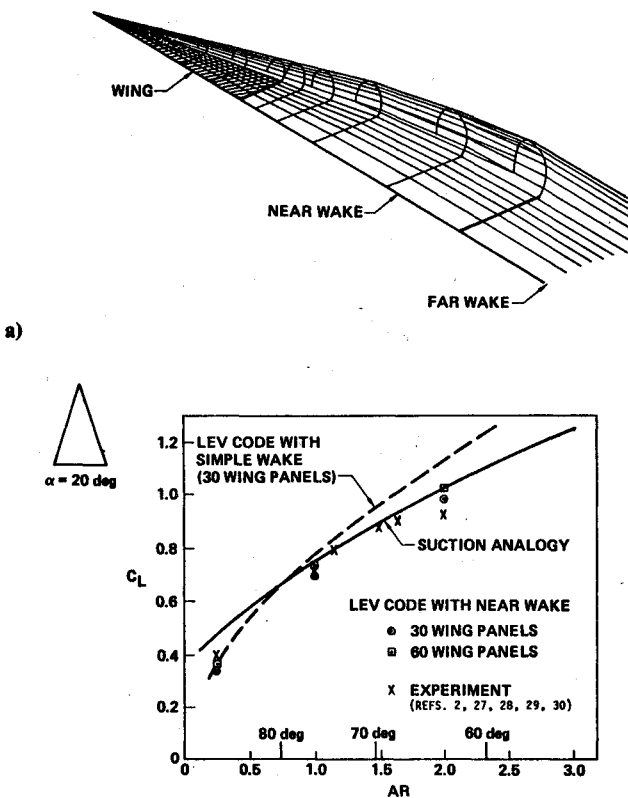 WING
NEAR WAKE
FAR WAKE
a)
α = 20 deg
LEV CODE WITH
SIMPLE WAKE
(30 WING PANELS)
SUCTION ANALOGY
LEV CODE WITH NEAR WAKE
30 WING PANELS
60 WING PANELS
X EXPERIMENT
(REFS. 2, 27, 28, 29, 30)
CL
1.2
1.0
0.8
0.6
0.4
0.2
0
80 deg 70 deg 60 deg
0 0.5 1.0 1.5 2.0 2.5 3.0
AR